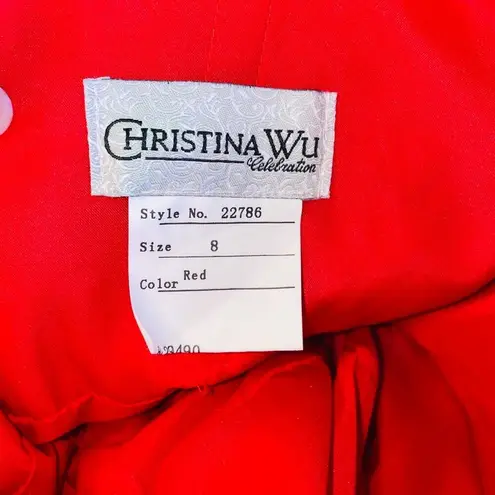 CHRISTINA WU
Celebration
Style No. 22786
Size 8
Color Red